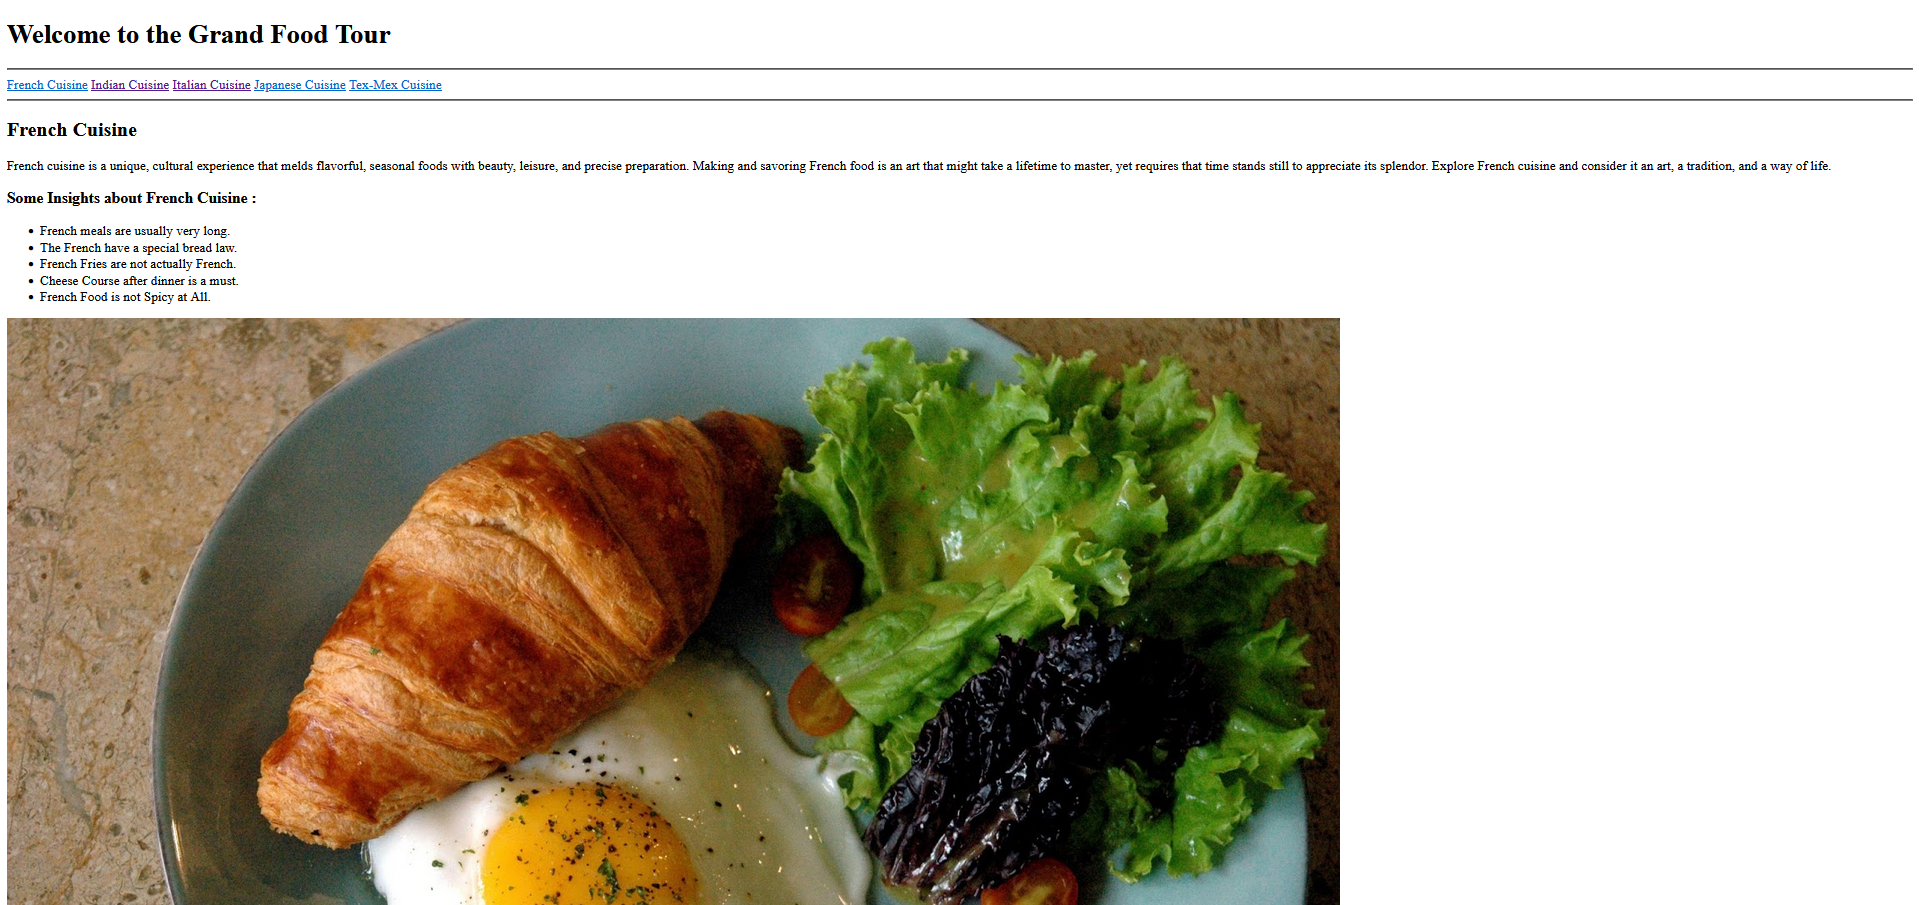 Welcome to the Grand Food Tour
French Cuisine Indian Cuisine Italian Cuisine Japanese Cuisine Tex-Mex Cuisine
French Cuisine
French cuisine is a unique, cultural experience that melds flavorful, seasonal foods with beauty, leisure, and precise preparation. Making and savoring French food is an art that might take a lifetime to master, yet requires that time stands still to appreciate its splendor. Explore French cuisine and consider it an art, a tradition, and a way of life.
Some Insights about French Cuisine :
• French meals are usually very long.
• The French have a special bread law.
• French Fries are not actually French.
• Cheese Course after dinner is a must.
• French Food is not Spicy at All.